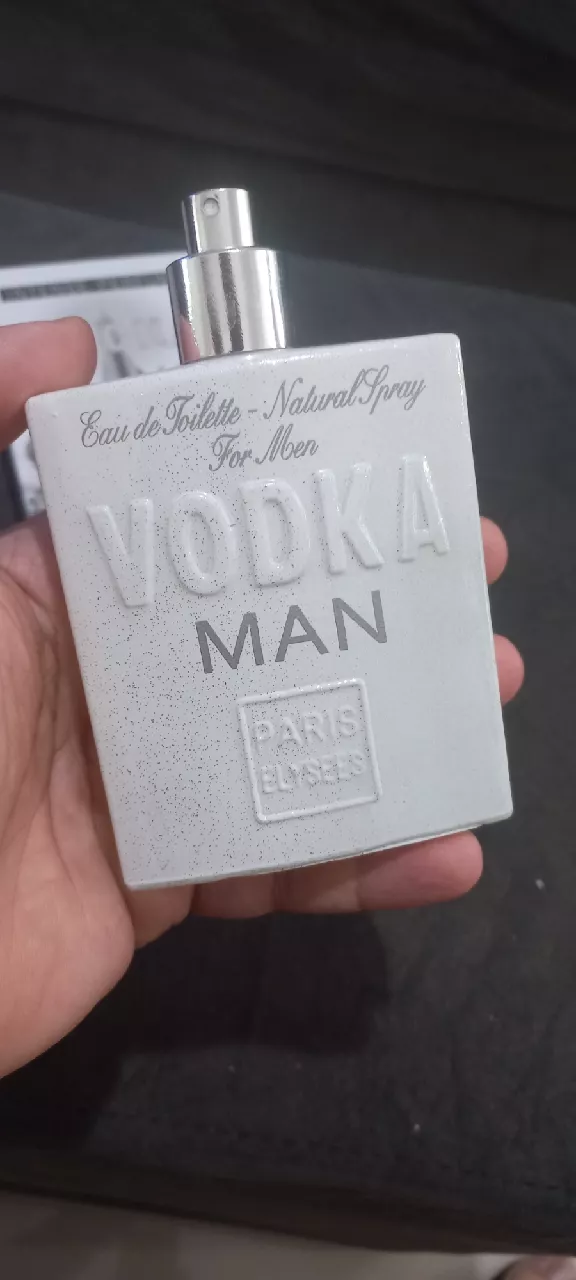 Eau de Toilette - Natural Spray
For Men
VODKA
MAN
PARIS
ELYSEES